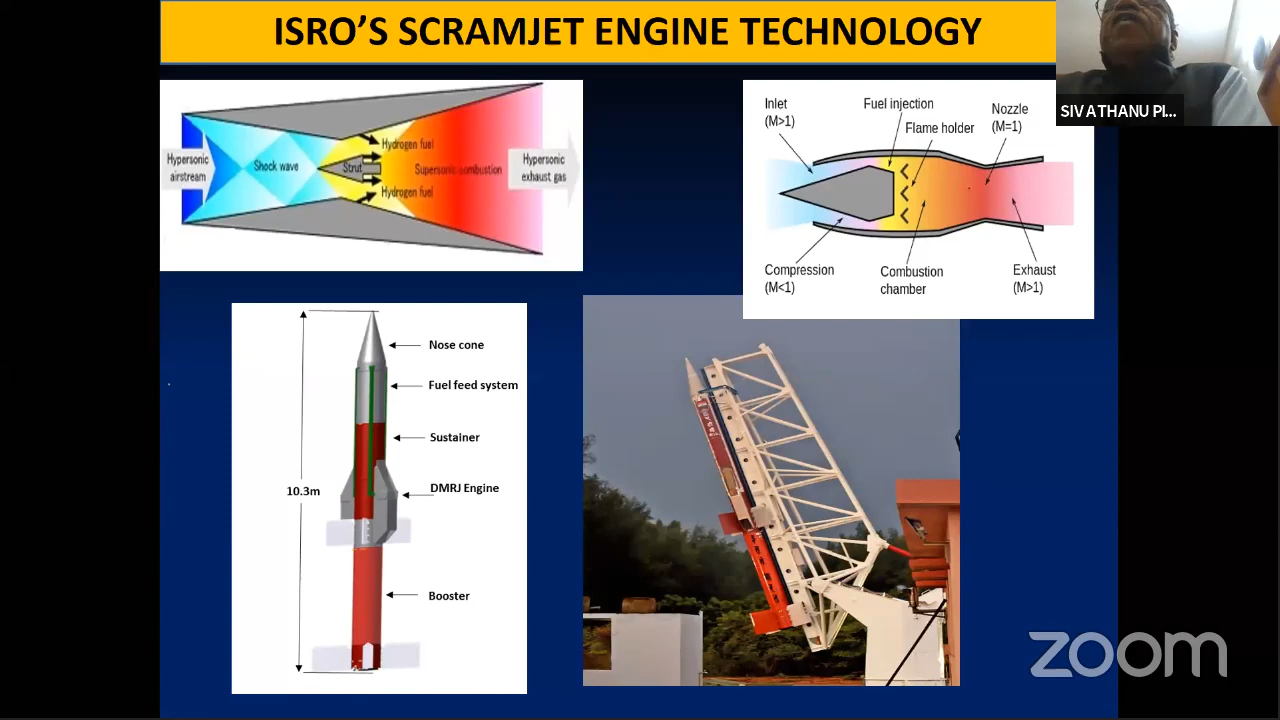 ISRO'S SCRAMJET ENGINE TECHNOLOGY
SIVATHANU PI...
Hypersonic
airstream
Shock wave
Strut
Hydrogen fuel
Hydrogen fuel
Supersonic combustion
Hypersonic
exhaust gas
Inlet
(M>1)
Fuel injection
Flame holder
Nozzle
(M=1)
Compression
(M<1)
Combustion
chamber
Exhaust
(M>1)
10.3m
Nose cone
Fuel feed system
Sustainer
DMRJ Engine
Booster
zoom